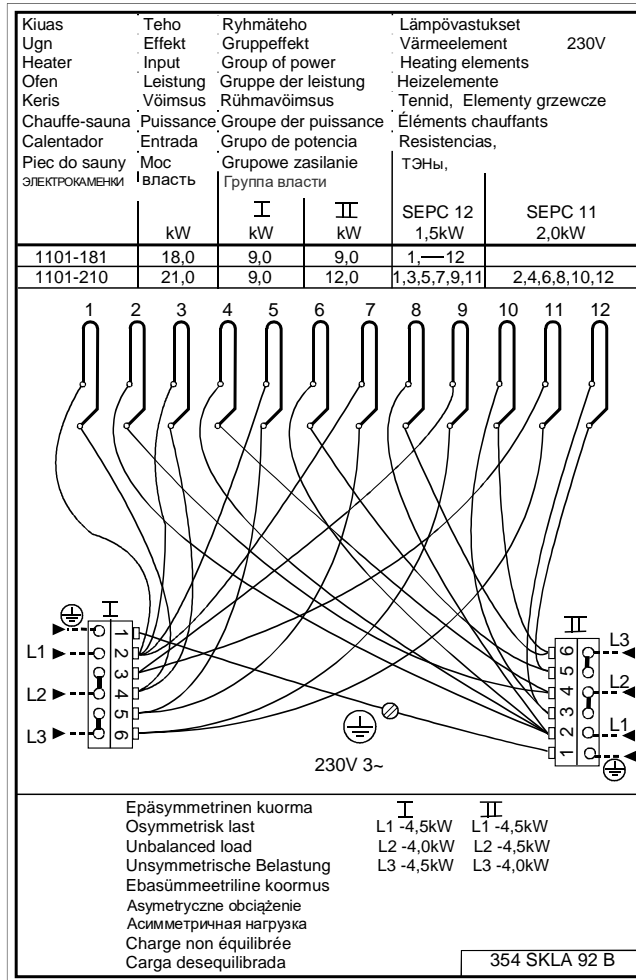 Kiuas Teho Ryhmäteho Lämpövastukset
Ugn Effekt Gruppeffekt Värmeelement 230V
Heater Input Group of power Heating elements
Ofen Leistung Gruppe der leistung Heizelemente
Keris Vöimsus Rühmavöimsus Tennid, Elementy grzewcze
Chauffe-sauna Puissance Groupe der puissance Éléments chauffants
Calentador Entrada Grupo de potencia Resistencias,
Piec do sauny Moc Grupowe zasilanie ТЭНы,
ЭЛЕКТРОКАМЕНКИ власть Группа власти
I II SEPC 12 SEPC 11
kW kW kW 1,5kW 2,0kW
1101-181 18,0 9,0 9,0 1,—12
1101-210 21,0 9,0 12,0 1,3,5,7,9,11 2,4,6,8,10,12
1 2 3 4 5 6 7 8 9 10 11 12
I II
1 6 L3
L1 2 5
3 4 L2
L2 4 3
5 2 L1
L3 6 1
230V 3~
Epäsymmetrinen kuorma I II
Osymmetrisk last L1 -4,5kW L1 -4,5kW
Unbalanced load L2 -4,0kW L2 -4,5kW
Unsymmetrische Belastung L3 -4,5kW L3 -4,0kW
Ebasümmeetriline koormus
Asymetryczne obciążenie
Асимметричная нагрузка
Charge non équilibrée
Carga desequilibrada
354 SKLA 92 B